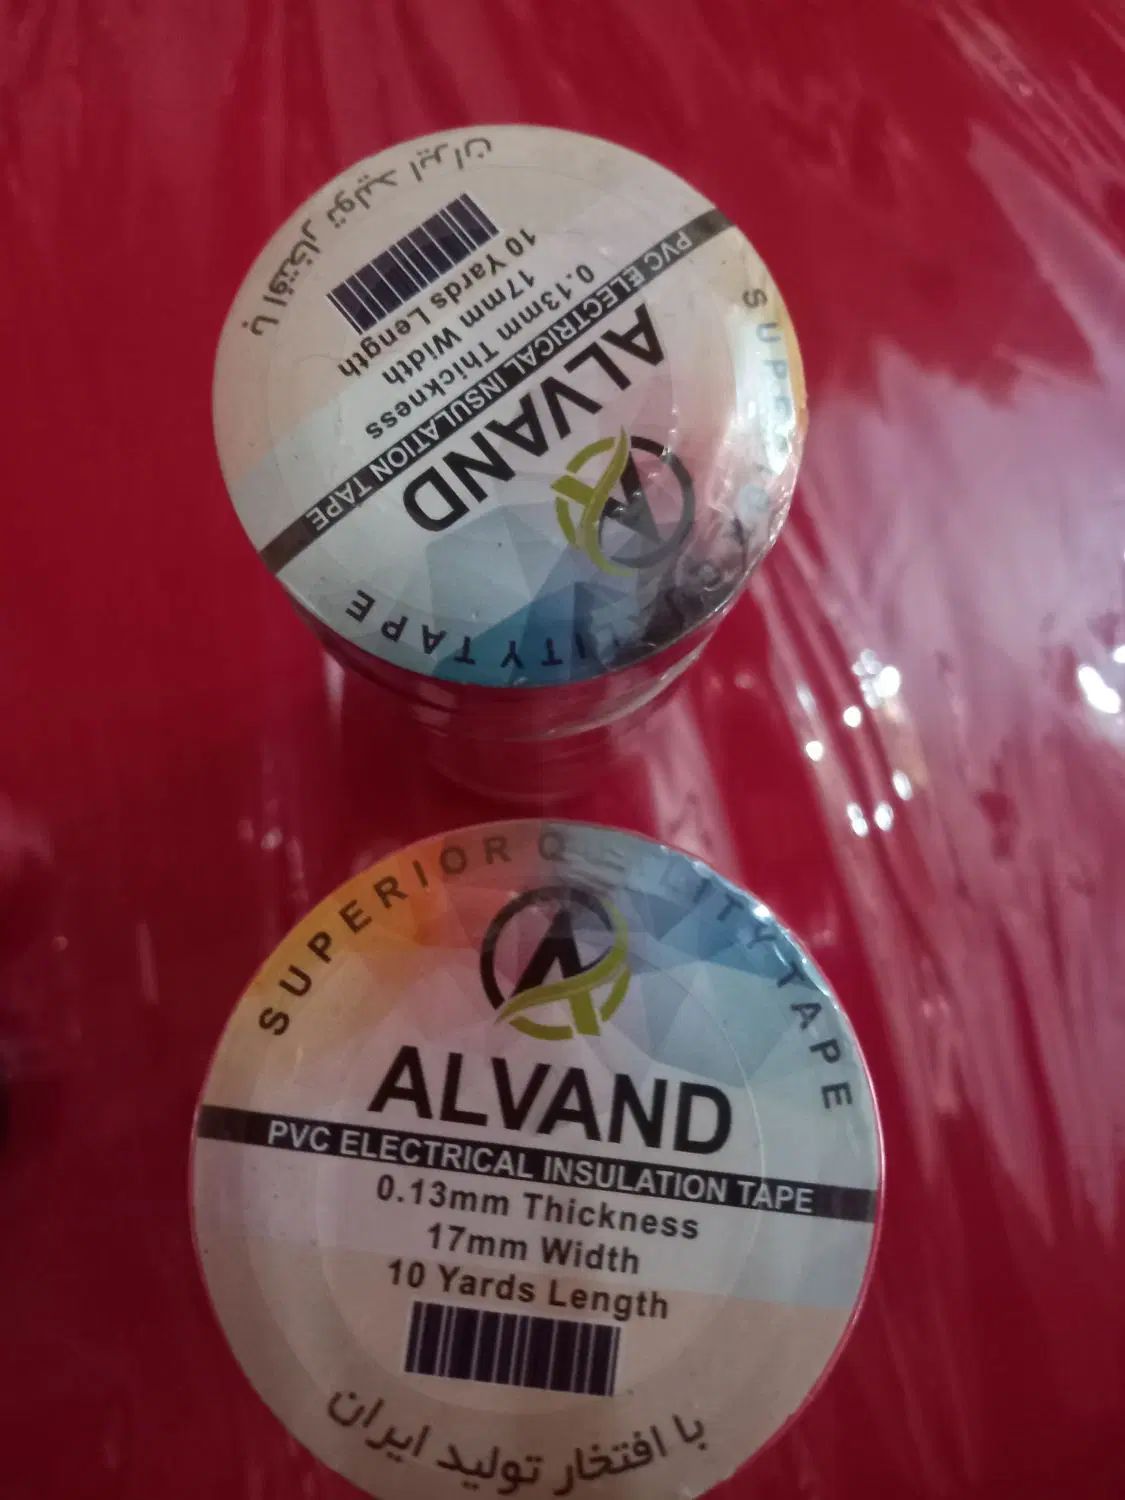 با افتخار تولید ایران
10 Yards Length
17mm Width
0.13mm Thickness
PVC ELECTRICAL INSULATION TAPE
ALVAND
TAPE
SUPERIOR QUALITY TAPE
ALVAND
PVC ELECTRICAL INSULATION TAPE
0.13mm Thickness
17mm Width
10 Yards Length
با افتخار تولید ایران